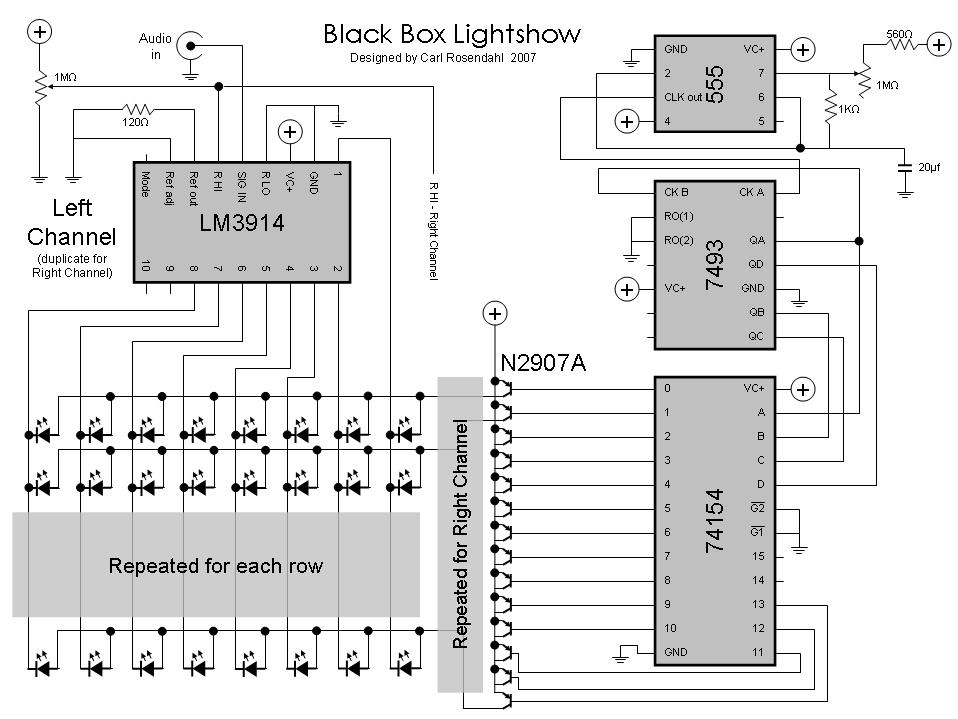 Black Box Lightshow
Designed by Carl Rosendahl 2007
Audio
in
1MΩ
120Ω
Mode
Ref adj
Ref out
R HI
SIG IN
R LO
VC+
GND
1
LM3914
10
9
8
7
6
5
4
3
2
Left
Channel
(duplicate for
Right Channel)
R HI - Right Channel
560Ω
1MΩ
1KΩ
20µf
GND
2
CLK out
4
555
VC+
7
6
5
CK B
RO(1)
RO(2)
VC+
7493
CK A
QA
QD
GND
QB
QC
N2907A
0
1
2
3
4
5
6
7
8
9
10
GND
74154
VC+
A
B
C
D
G2
G1
15
14
13
12
11
Repeated for each row
Repeated for Right Channel